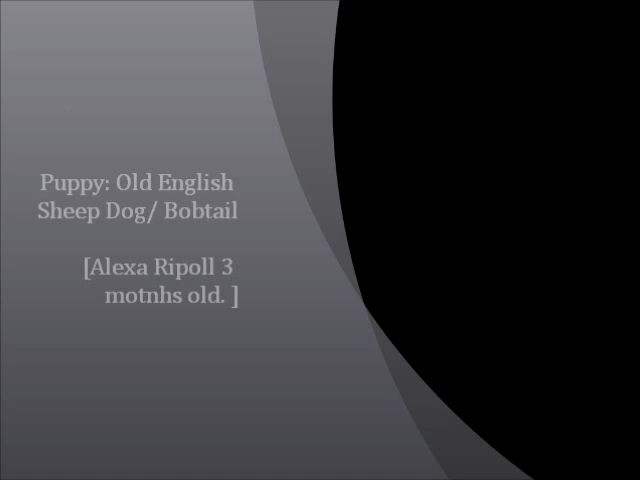 Puppy: Old English
Sheep Dog/ Bobtail
[Alexa Ripoll 3
motnhs old. ]